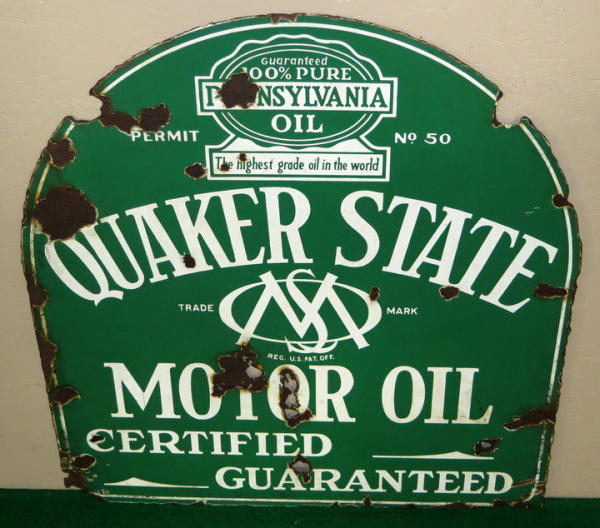 Guaranteed
100% PURE
PENNSYLVANIA
OIL
PERMIT Nº 50
The highest grade oil in the world
QUAKER STATE
TRADE MARK
REG. U.S. PAT. OFF.
MOTOR OIL
CERTIFIED
GUARANTEED